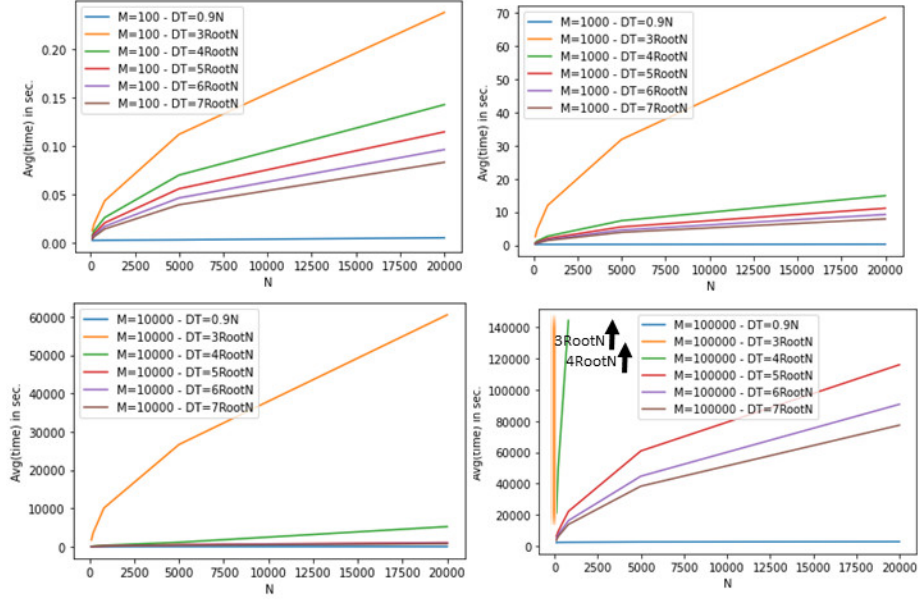 M=100 - DT=0.9N
M=100 - DT=3RootN
M=100 - DT=4RootN
M=100 - DT=5RootN
M=100 - DT=6RootN
M=100 - DT=7RootN
Avg(time) in sec.
0.20
0.15
0.10
0.05
0.00
0 2500 5000 7500 10000 12500 15000 17500 20000
N
M=1000 - DT=0.9N
M=1000 - DT=3RootN
M=1000 - DT=4RootN
M=1000 - DT=5RootN
M=1000 - DT=6RootN
M=1000 - DT=7RootN
Avg(time) in sec.
70
60
50
40
30
20
10
0
0 2500 5000 7500 10000 12500 15000 17500 20000
N
M=10000 - DT=0.9N
M=10000 - DT=3RootN
M=10000 - DT=4RootN
M=10000 - DT=5RootN
M=10000 - DT=6RootN
M=10000 - DT=7RootN
Avg(time) in sec.
60000
50000
40000
30000
20000
10000
0
0 2500 5000 7500 10000 12500 15000 17500 20000
N
M=100000 - DT=0.9N
M=100000 - DT=3RootN
M=100000 - DT=4RootN
M=100000 - DT=5RootN
M=100000 - DT=6RootN
M=100000 - DT=7RootN
3RootN
4RootN
Avg(time) in sec.
140000
120000
100000
80000
60000
40000
20000
0
0 2500 5000 7500 10000 12500 15000 17500 20000
N